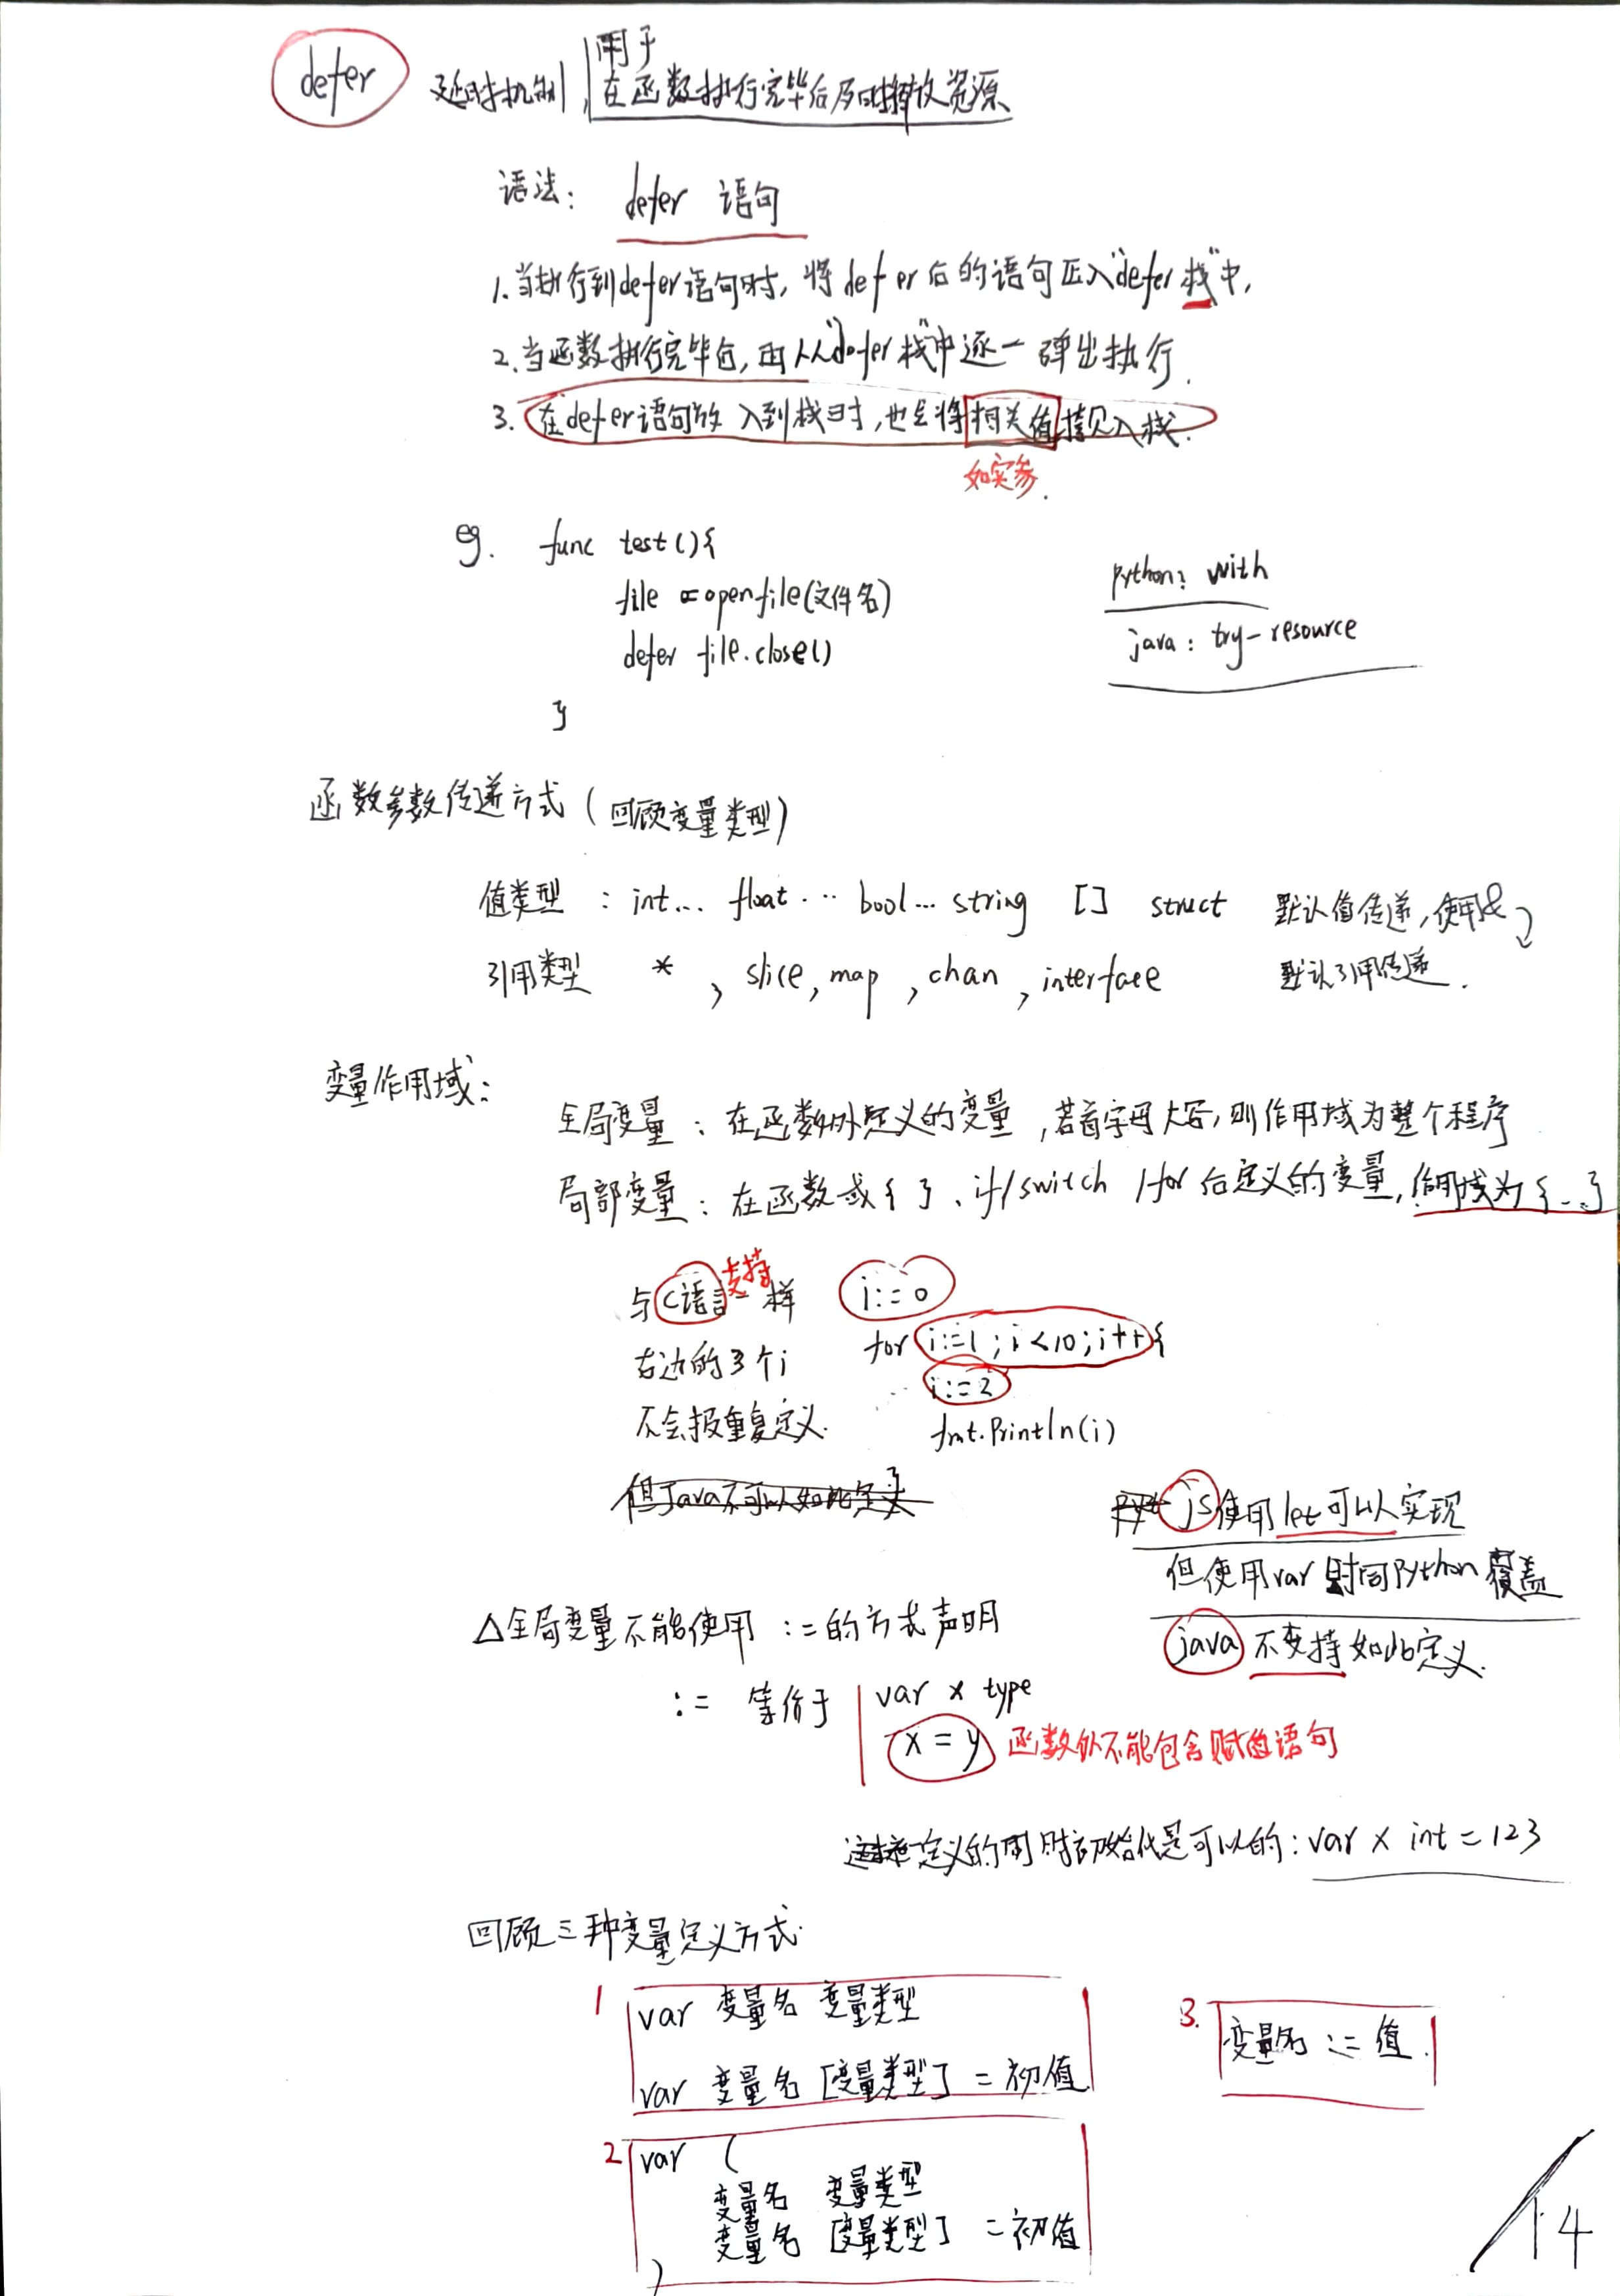 defer 延时机制, 用于
在函数执行完毕后及时释放资源
语法: defer 语句
1. 当执行到defer语句时, 将defer后的语句压入"defer栈"中,
2. 当函数执行完毕后, 再从"defer栈"中逐一弹出执行.
3. 在defer语句放入到栈时, 也会将相关值拷贝入栈.
如实参.
eg. func test(){
file = openfile(文件名)
defer file.close()
}
python: with
java: try-resource
函数参数传递方式 (回顾变量类型)
值类型 : int... float... bool... string [] struct 默认值传递, 使用&
引用类型 *, slice, map, chan, interface 默认引用传递.
变量作用域:
全局变量: 在函数外定义的变量, 若首字母大写, 则作用域为整个程序
局部变量: 在函数或{ }、if/switch/for后定义的变量, 作用域为{...}
与C语言一样 支持
右边的3个i
不会报重复定义.
但Java不可以如此定义
i:=0
for i:=1; i<10; i++{
i:=2
fmt.Println(i)
}
js使用let可以实现
但使用var时同Python覆盖
java不支持如此定义.
△全局变量不能使用 := 的方式声明
:= 等价于 var x type
x = y 函数外不能包含赋值语句
定义的同时初始化是可以的: var x int = 123
回顾三种变量定义方式.
1 var 变量名 变量类型
var 变量名 [变量类型] = 初值
2 var (
变量名 变量类型
变量名 [变量类型] = 初值
)
3. 变量名 := 值.
14